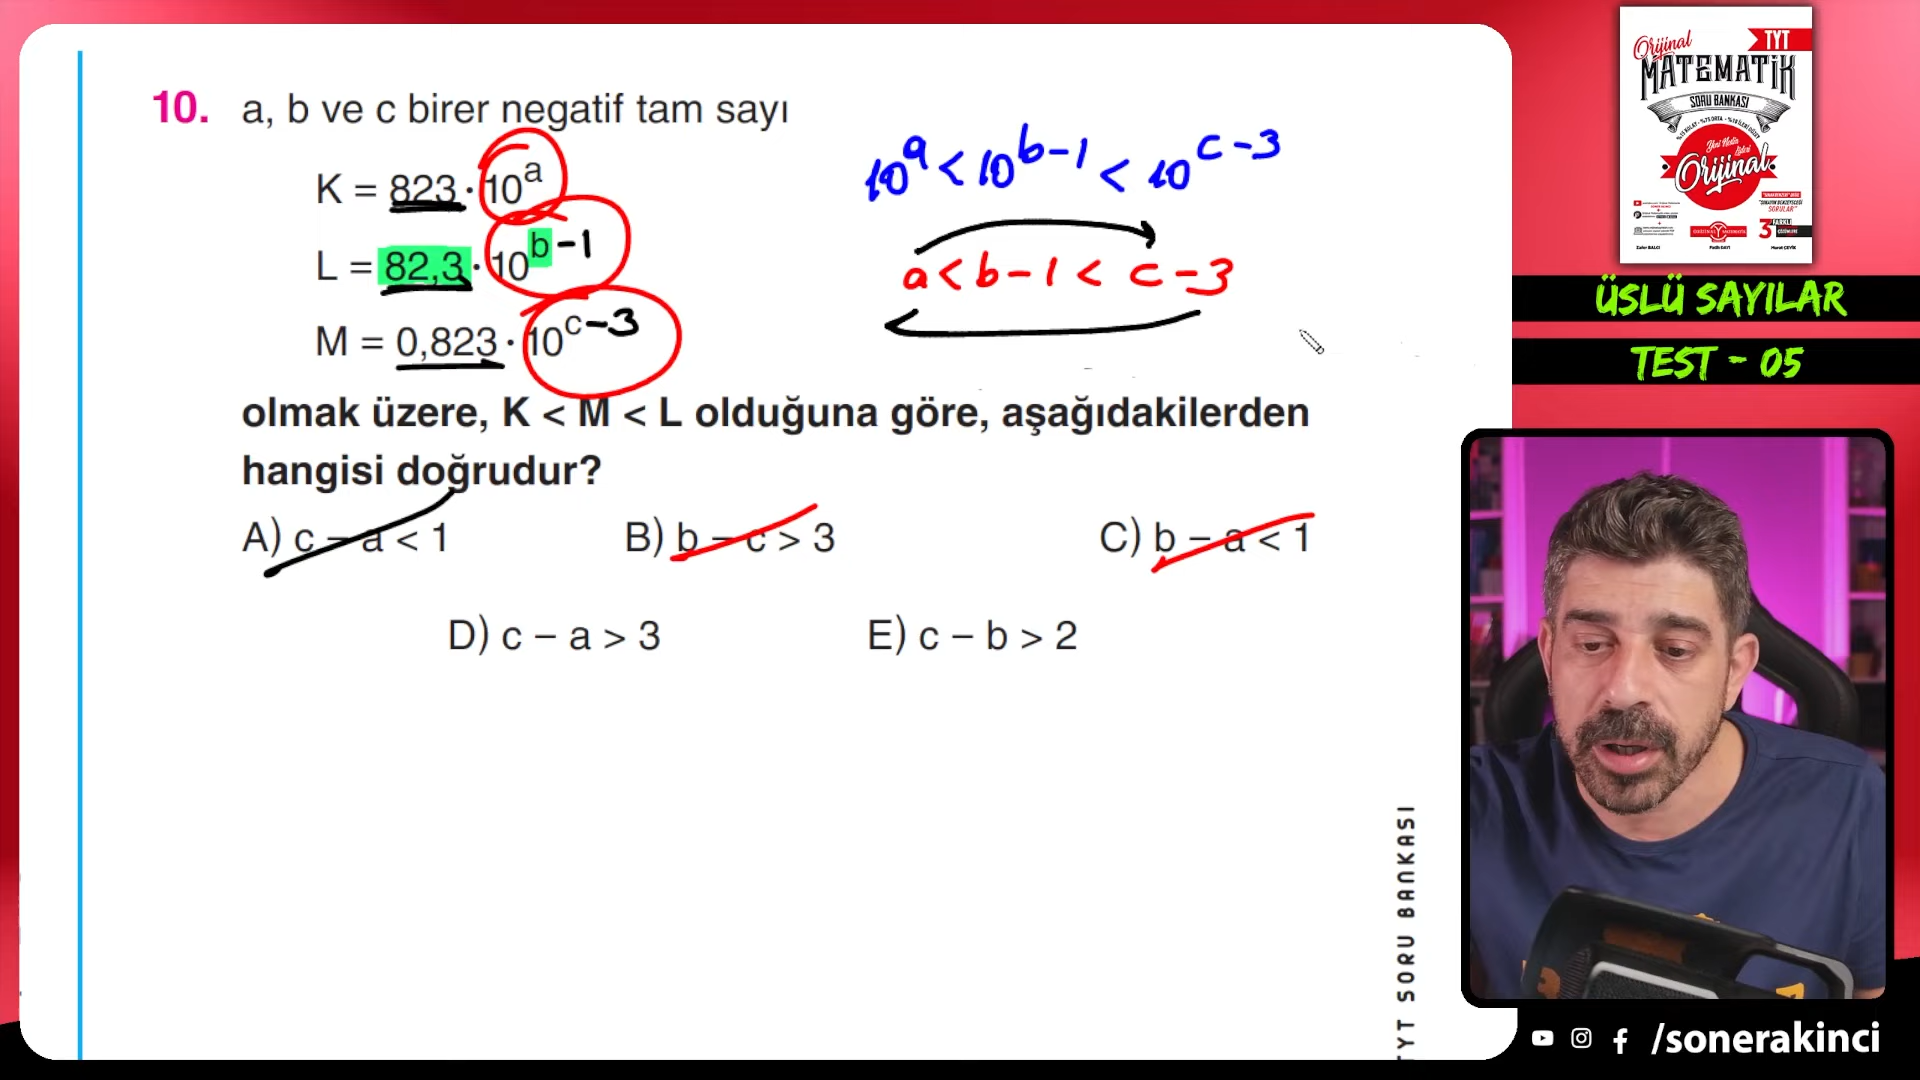 10. a, b ve c birer negatif tam sayı
K = 823 · 10^a
L = 82,3 · 10^b-1
M = 0,823 · 10^c-3
10^a < 10^b-1 < 10^c-3
a < b-1 < c-3
olmak üzere, K < M < L olduğuna göre, aşağıdakilerden
hangisi doğrudur?
A) c – a < 1 B) b – c > 3 C) b – a < 1
D) c – a > 3 E) c – b > 2
TYT SORU BANKASI
Orijinal
TYT
MATEMATİK
SORU BANKASI
Yeni Nesil
Orijinal
ÜSLÜ SAYILAR
TEST - 05
/sonerakinci